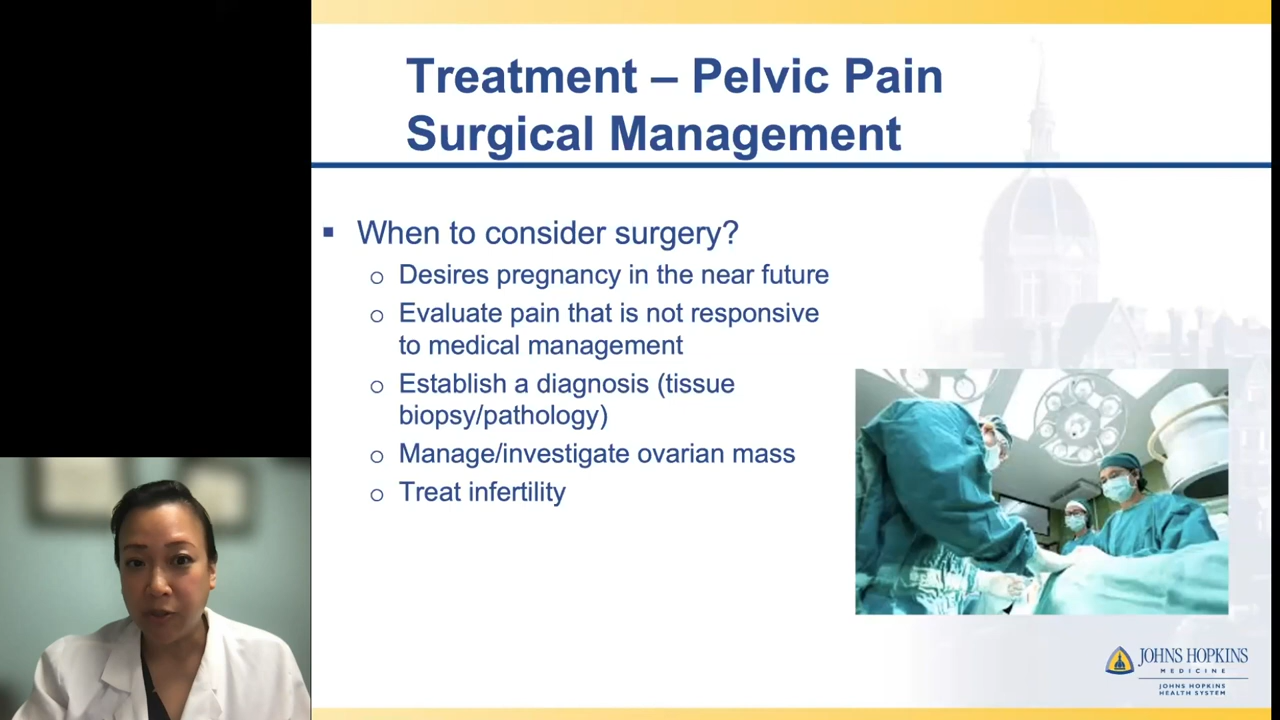 Treatment – Pelvic Pain
Surgical Management
▪ When to consider surgery?
o Desires pregnancy in the near future
o Evaluate pain that is not responsive
to medical management
o Establish a diagnosis (tissue
biopsy/pathology)
o Manage/investigate ovarian mass
o Treat infertility
JOHNS HOPKINS
MEDICINE
JOHNS HOPKINS
HEALTH SYSTEM